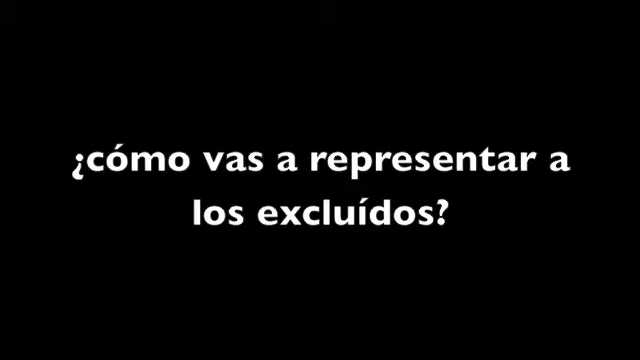 ¿cómo vas a representar a
los excluídos?